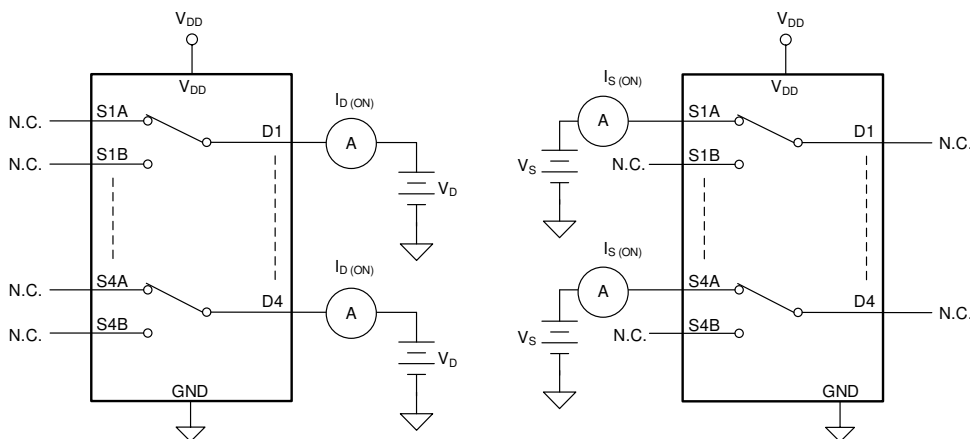 VDD
VDD
S1A
N.C.
D1
ID (ON)
A
S1B
N.C.
VD
S4A
N.C.
D4
ID (ON)
A
S4B
N.C.
VD
GND
VDD
VDD
IS (ON)
A
S1A
D1
N.C.
VS
N.C.
S1B
IS (ON)
A
S4A
D4
N.C.
VS
N.C.
S4B
GND